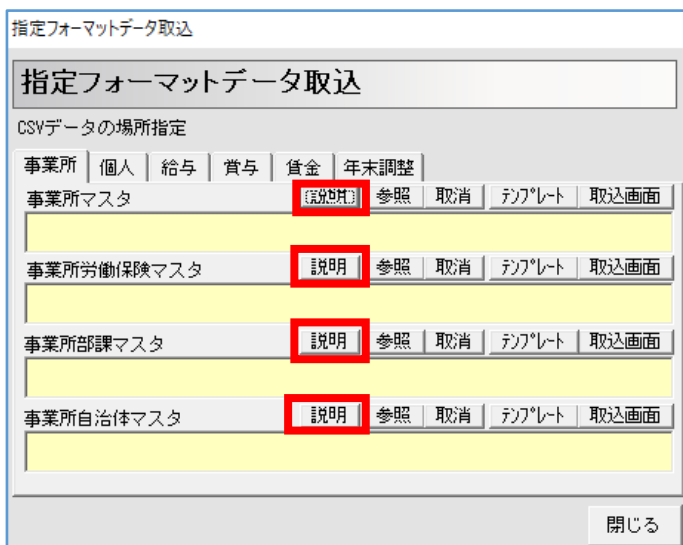 指定フォーマットデータ取込
指定フォーマットデータ取込
CSVデータの場所指定
事業所 個人 給与 賞与 賃金 年末調整
事業所マスタ 説明 参照 取消 テンプレート 取込画面
事業所労働保険マスタ 説明 参照 取消 テンプレート 取込画面
事業所部課マスタ 説明 参照 取消 テンプレート 取込画面
事業所自治体マスタ 説明 参照 取消 テンプレート 取込画面
閉じる